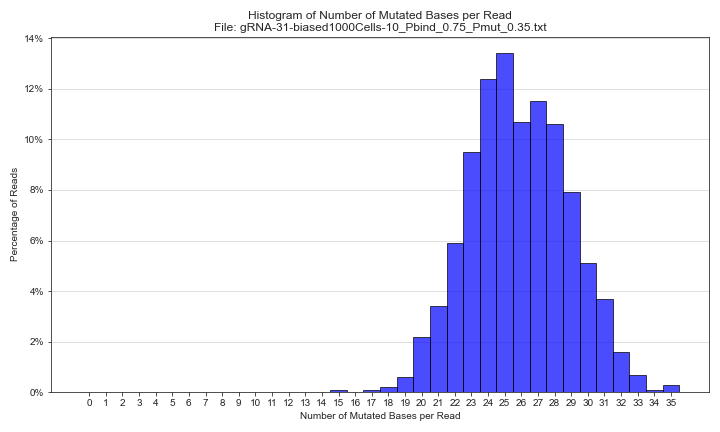 Histogram of Number of Mutated Bases per Read
File: gRNA-31-biased1000Cells-10_Pbind_0.75_Pmut_0.35.txt
14%
12%
10%
8%
6%
4%
2%
0%
Percentage of Reads
0 1 2 3 4 5 6 7 8 9 10 11 12 13 14 15 16 17 18 19 20 21 22 23 24 25 26 27 28 29 30 31 32 33 34 35
Number of Mutated Bases per Read